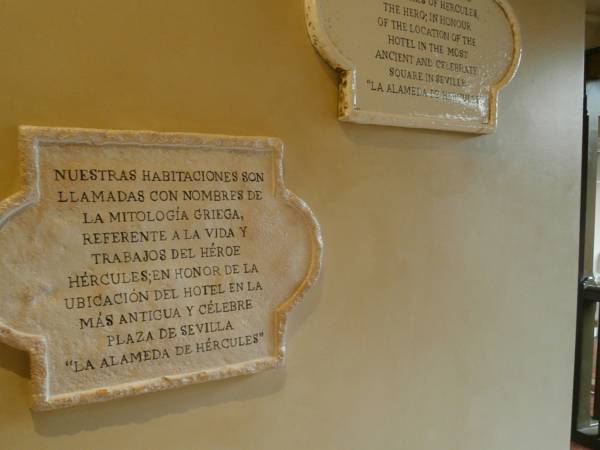 OF HERCULES,
THE HERO; IN HONOUR
OF THE LOCATION OF THE
HOTEL IN THE MOST
ANCIENT AND CELEBRATE
SQUARE IN SEVILLE
"LA ALAMEDA DE HÉRCULES"
NUESTRAS HABITACIONES SON
LLAMADAS CON NOMBRES DE
LA MITOLOGÍA GRIEGA,
REFERENTE A LA VIDA Y
TRABAJOS DEL HÉROE
HÉRCULES;EN HONOR DE LA
UBICACIÓN DEL HOTEL EN LA
MÁS ANTIGUA Y CÉLEBRE
PLAZA DE SEVILLA
"LA ALAMEDA DE HÉRCULES"